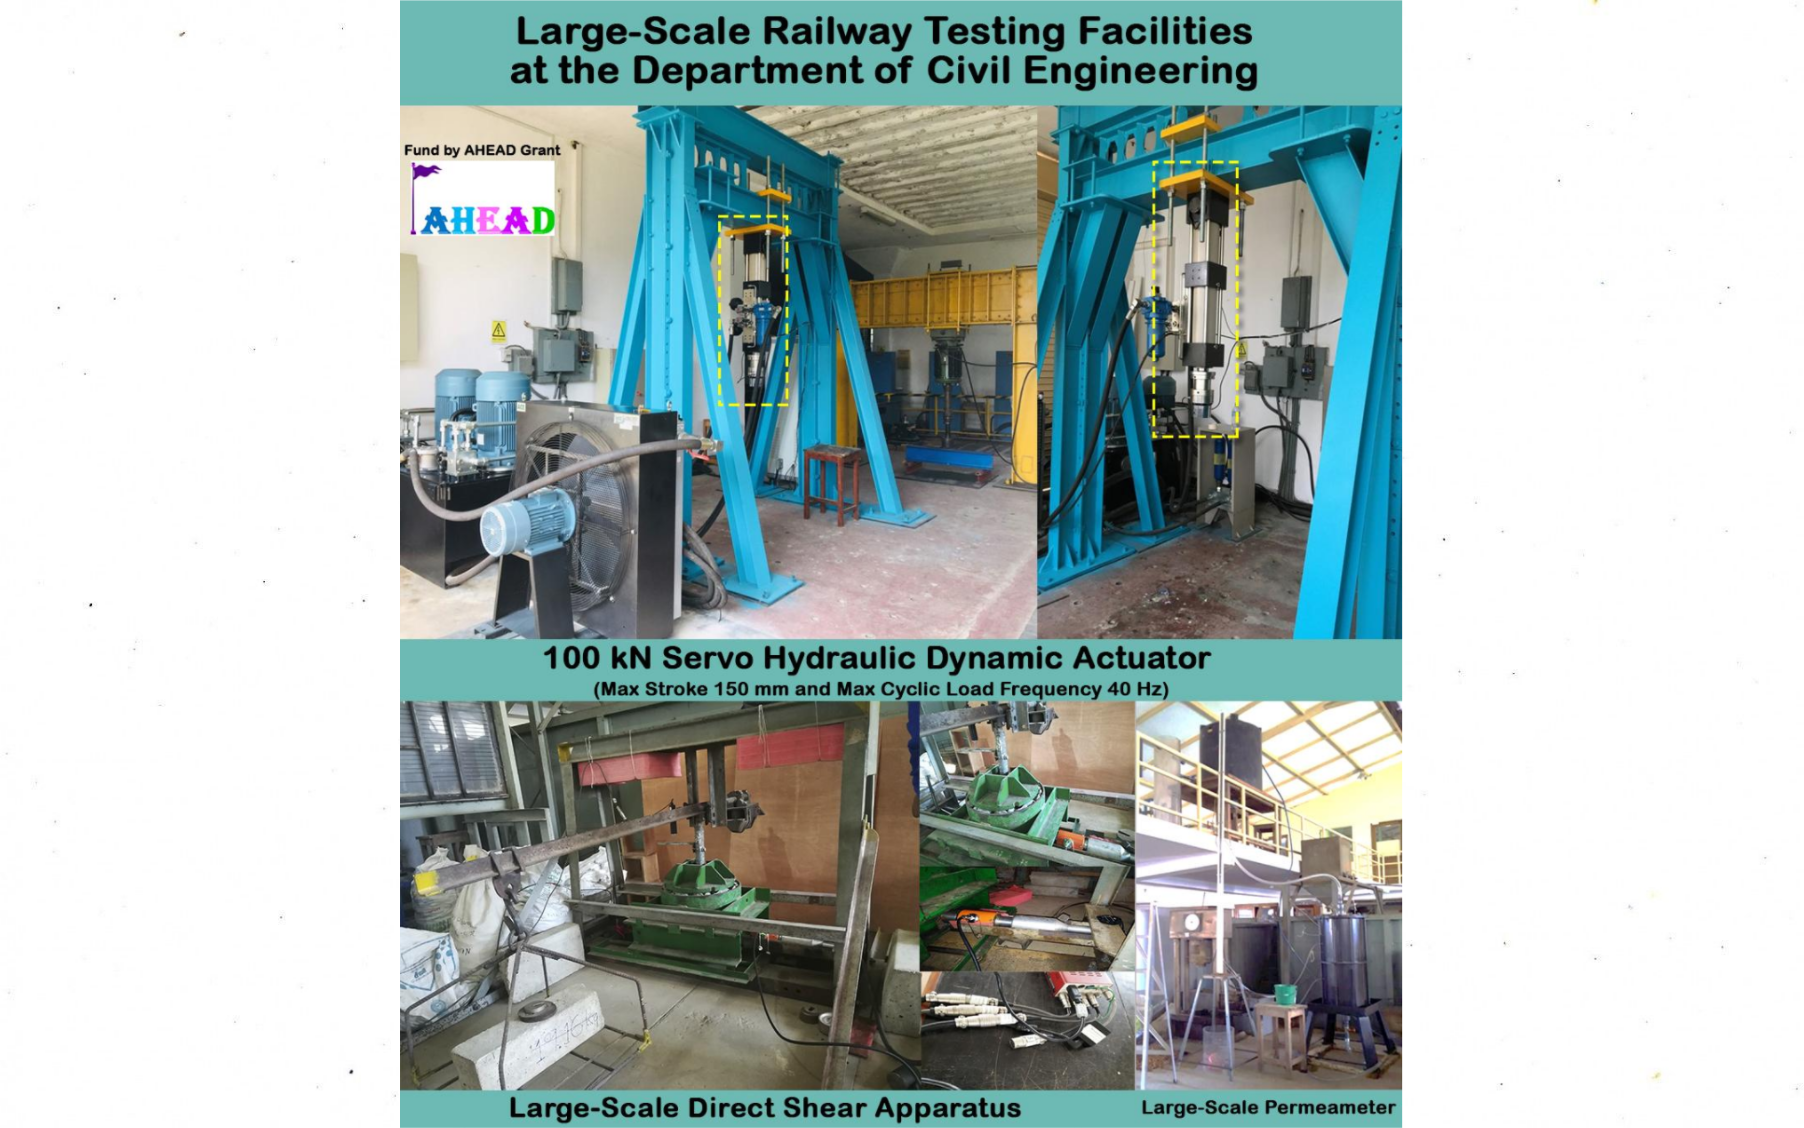 Large-Scale Railway Testing Facilities
at the Department of Civil Engineering
Fund by AHEAD Grant
AHEAD
100 kN Servo Hydraulic Dynamic Actuator
(Max Stroke 150 mm and Max Cyclic Load Frequency 40 Hz)
Large-Scale Direct Shear Apparatus
Large-Scale Permeameter